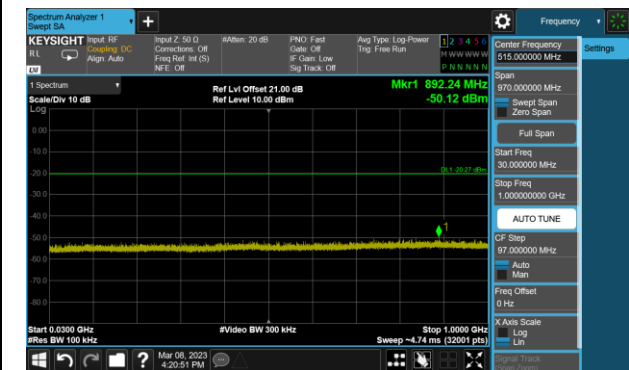 Spectrum Analyzer 1
Swept SA
Frequency
KEYSIGHT
RL
Input: RF
Coupling: DC
Align: Auto
Input Z: 50 Ω
Corrections: Off
Freq Ref: Int (S)
NFE: Off
#Atten: 20 dB
PNO: Fast
Gate: Off
IF Gain: Low
Sig Track: Off
Avg Type: Log-Power
Trig: Free Run
1 2 3 4 5 6
M W W W W W
P N N N N N
LM
1 Spectrum
Scale/Div 10 dB
Log
Ref Lvl Offset 21.00 dB
Ref Level 10.00 dBm
Mkr1 892.24 MHz
-50.12 dBm
0.00
-10.0
-20.0
-30.0
-40.0
-50.0
-60.0
-70.0
-80.0
DL1 -20.27 dBm
1
Start 0.0300 GHz
#Res BW 100 kHz
#Video BW 300 kHz
Stop 1.0000 GHz
Sweep ~4.74 ms (32001 pts)
Mar 08, 2023
4:20:51 PM
Center Frequency
515.000000 MHz
Span
970.000000 MHz
Swept Span
Zero Span
Full Span
Start Freq
30.000000 MHz
Stop Freq
1.000000000 GHz
AUTO TUNE
CF Step
97.000000 MHz
Auto
Man
Freq Offset
0 Hz
X Axis Scale
Log
Lin
Signal Track
(Span Zoom)
Settings